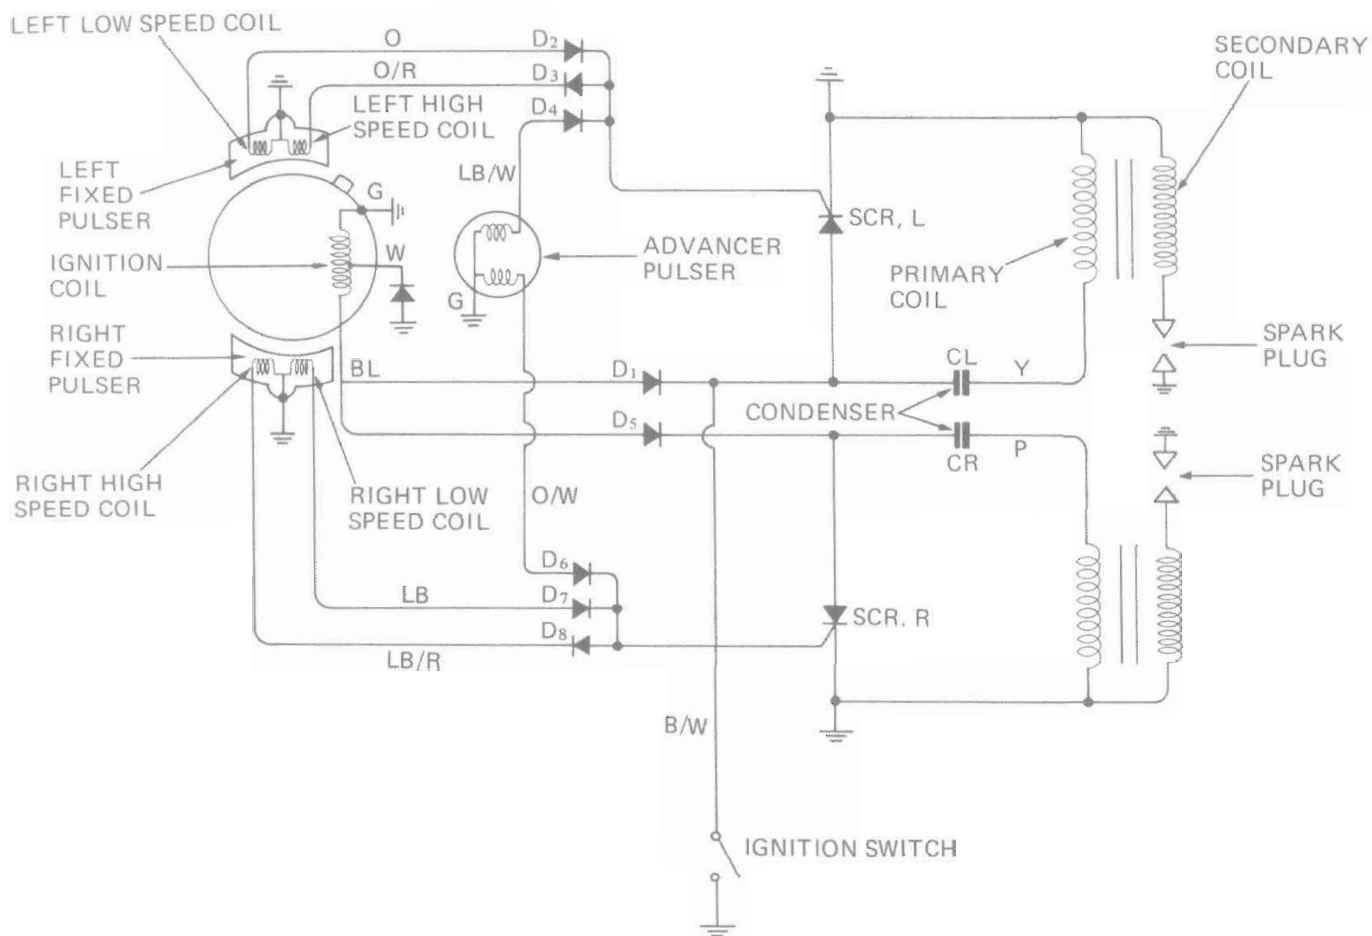 LEFT LOW SPEED COIL
O
D2
SECONDARY
COIL
O/R
D3
LEFT HIGH
SPEED COIL
D4
LEFT
FIXED
PULSER
G
LB/W
SCR, L
IGNITION
COIL
W
ADVANCER
PULSER
PRIMARY
COIL
G
RIGHT
FIXED
PULSER
BL
D1
CL
Y
SPARK
PLUG
CONDENSER
D5
CR
P
SPARK
PLUG
RIGHT HIGH
SPEED COIL
RIGHT LOW
SPEED COIL
O/W
D6
LB
D7
D8
SCR. R
LB/R
B/W
IGNITION SWITCH